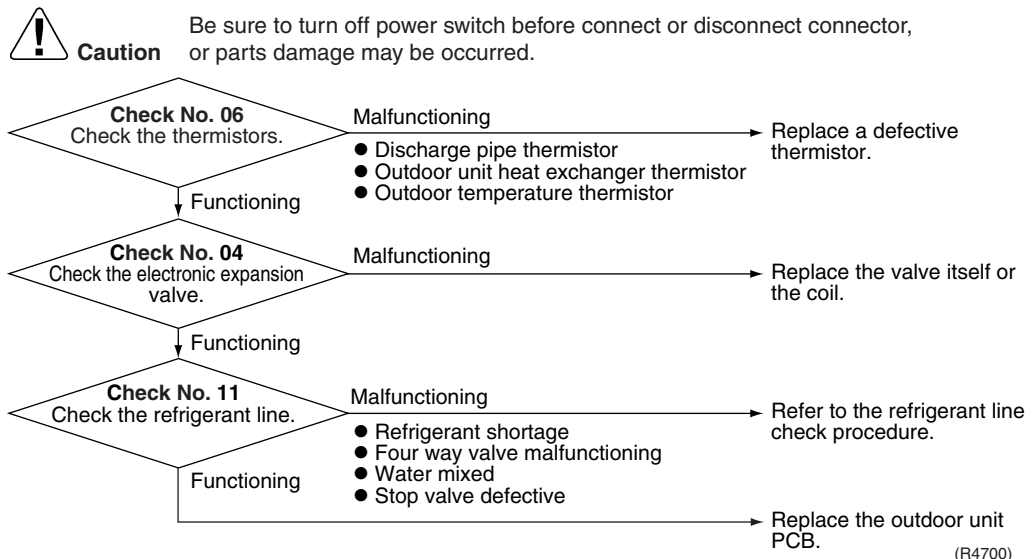 Be sure to turn off power switch before connect or disconnect connector,
Caution or parts damage may be occurred.
Check No. 06
Check the thermistors.
Malfunctioning
● Discharge pipe thermistor
● Outdoor unit heat exchanger thermistor
● Outdoor temperature thermistor
Replace a defective
thermistor.
Functioning
Check No. 04
Check the electronic expansion
valve.
Malfunctioning
Replace the valve itself or
the coil.
Functioning
Check No. 11
Check the refrigerant line.
Malfunctioning
● Refrigerant shortage
● Four way valve malfunctioning
● Water mixed
● Stop valve defective
Refer to the refrigerant line
check procedure.
Functioning
Replace the outdoor unit
PCB.
(R4700)